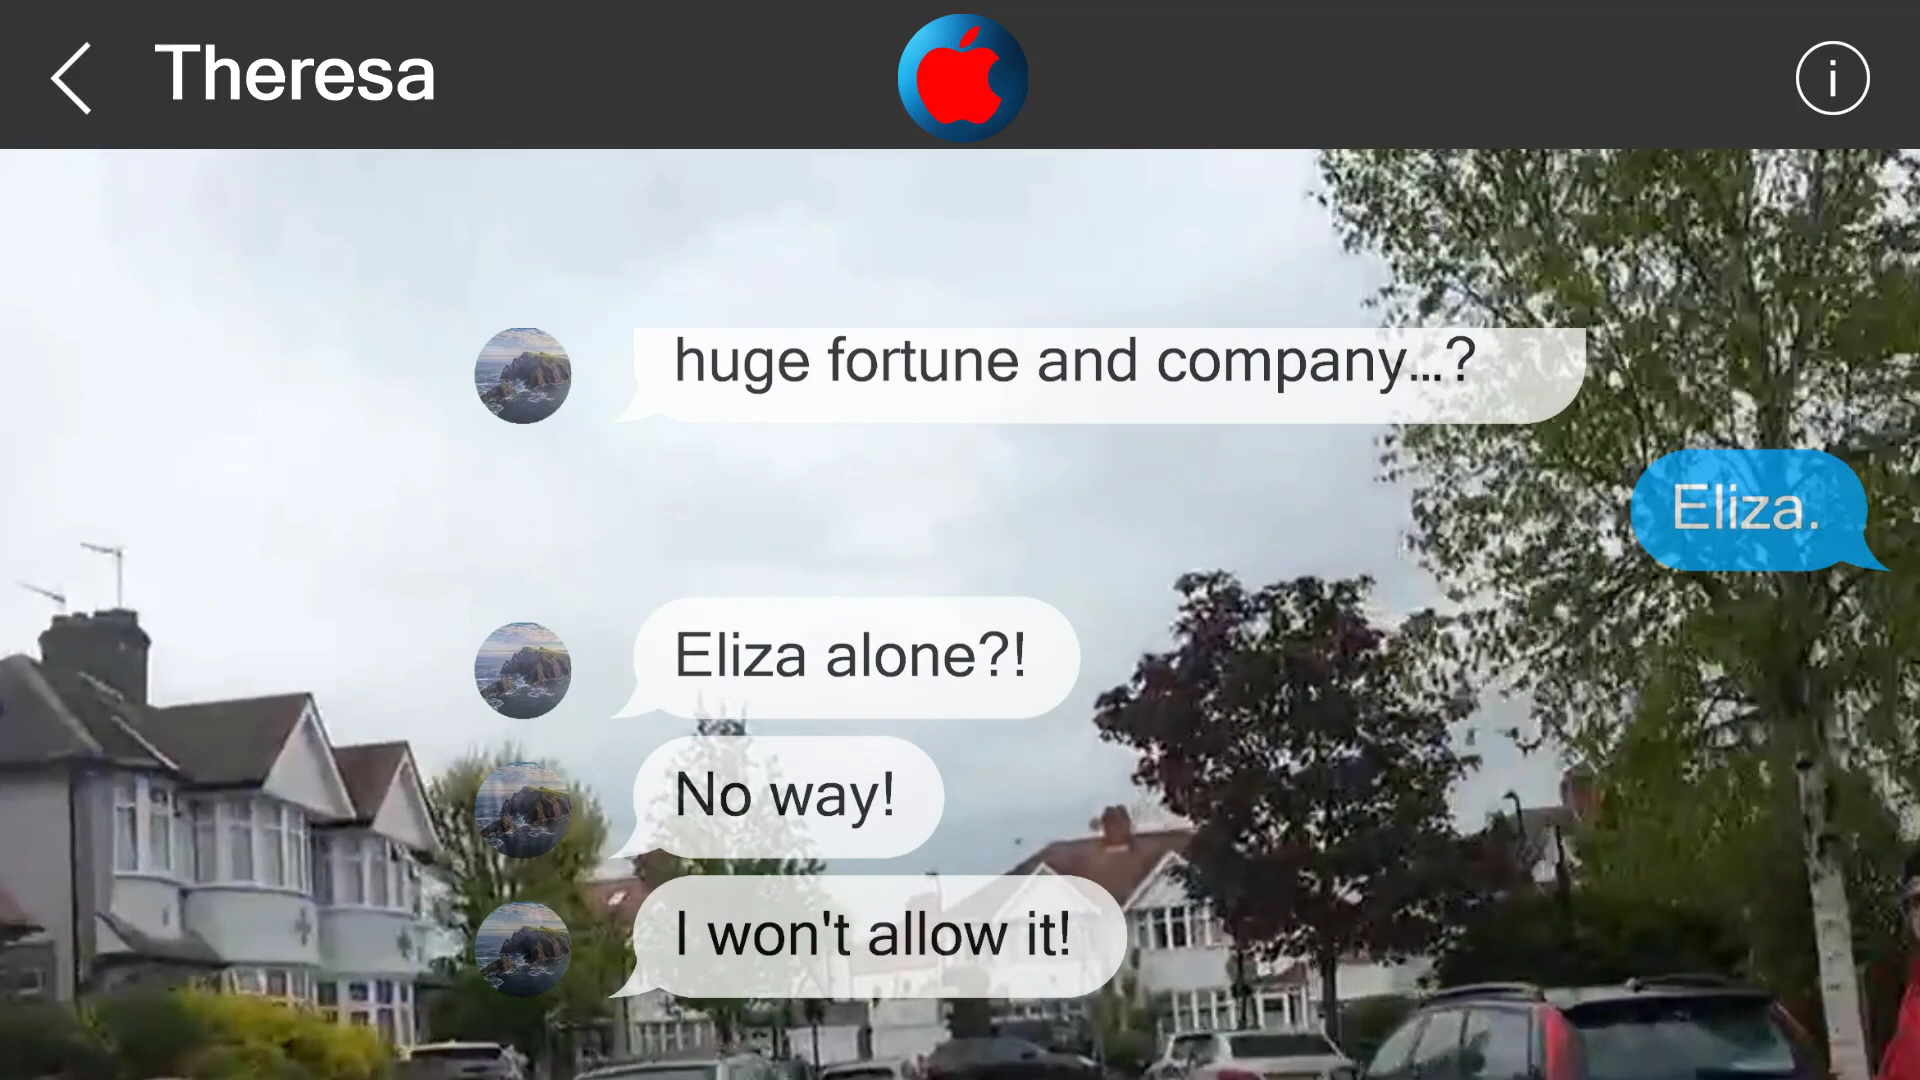 Theresa
i
huge fortune and company...?
Eliza.
Eliza alone?!
No way!
I won't allow it!